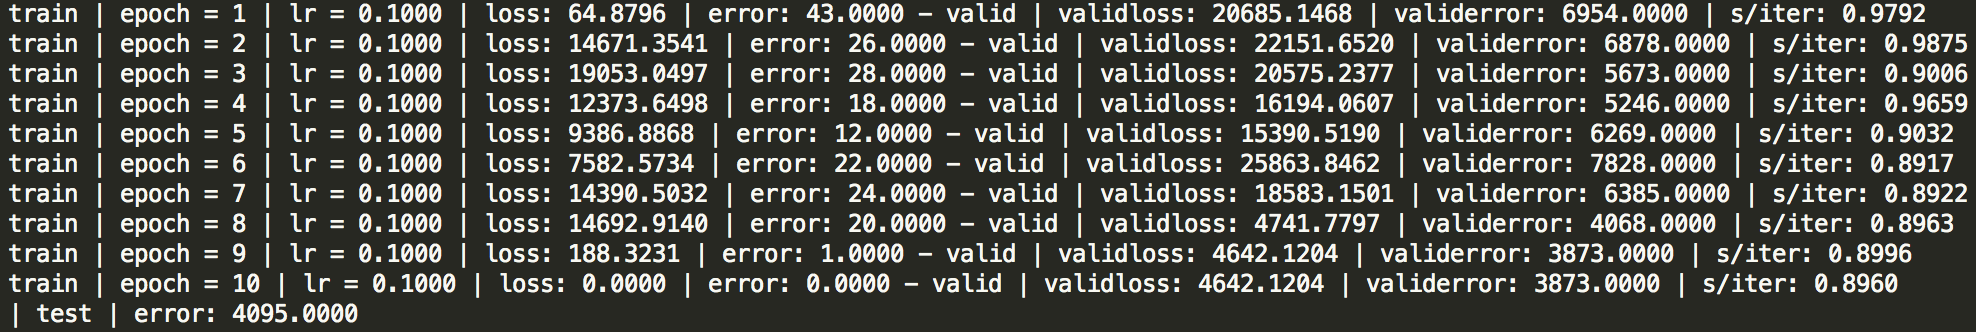 train | epoch = 1 | lr = 0.1000 | loss: 64.8796 | error: 43.0000 – valid | validloss: 20685.1468 | validerror: 6954.0000 | s/iter: 0.9792
train | epoch = 2 | lr = 0.1000 | loss: 14671.3541 | error: 26.0000 – valid | validloss: 22151.6520 | validerror: 6878.0000 | s/iter: 0.9875
train | epoch = 3 | lr = 0.1000 | loss: 19053.0497 | error: 28.0000 – valid | validloss: 20575.2377 | validerror: 5673.0000 | s/iter: 0.9006
train | epoch = 4 | lr = 0.1000 | loss: 12373.6498 | error: 18.0000 – valid | validloss: 16194.0607 | validerror: 5246.0000 | s/iter: 0.9659
train | epoch = 5 | lr = 0.1000 | loss: 9386.8868 | error: 12.0000 – valid | validloss: 15390.5190 | validerror: 6269.0000 | s/iter: 0.9032
train | epoch = 6 | lr = 0.1000 | loss: 7582.5734 | error: 22.0000 – valid | validloss: 25863.8462 | validerror: 7828.0000 | s/iter: 0.8917
train | epoch = 7 | lr = 0.1000 | loss: 14390.5032 | error: 24.0000 – valid | validloss: 18583.1501 | validerror: 6385.0000 | s/iter: 0.8922
train | epoch = 8 | lr = 0.1000 | loss: 14692.9140 | error: 20.0000 – valid | validloss: 4741.7797 | validerror: 4068.0000 | s/iter: 0.8963
train | epoch = 9 | lr = 0.1000 | loss: 188.3231 | error: 1.0000 – valid | validloss: 4642.1204 | validerror: 3873.0000 | s/iter: 0.8996
train | epoch = 10 | lr = 0.1000 | loss: 0.0000 | error: 0.0000 – valid | validloss: 4642.1204 | validerror: 3873.0000 | s/iter: 0.8960
| test | error: 4095.0000